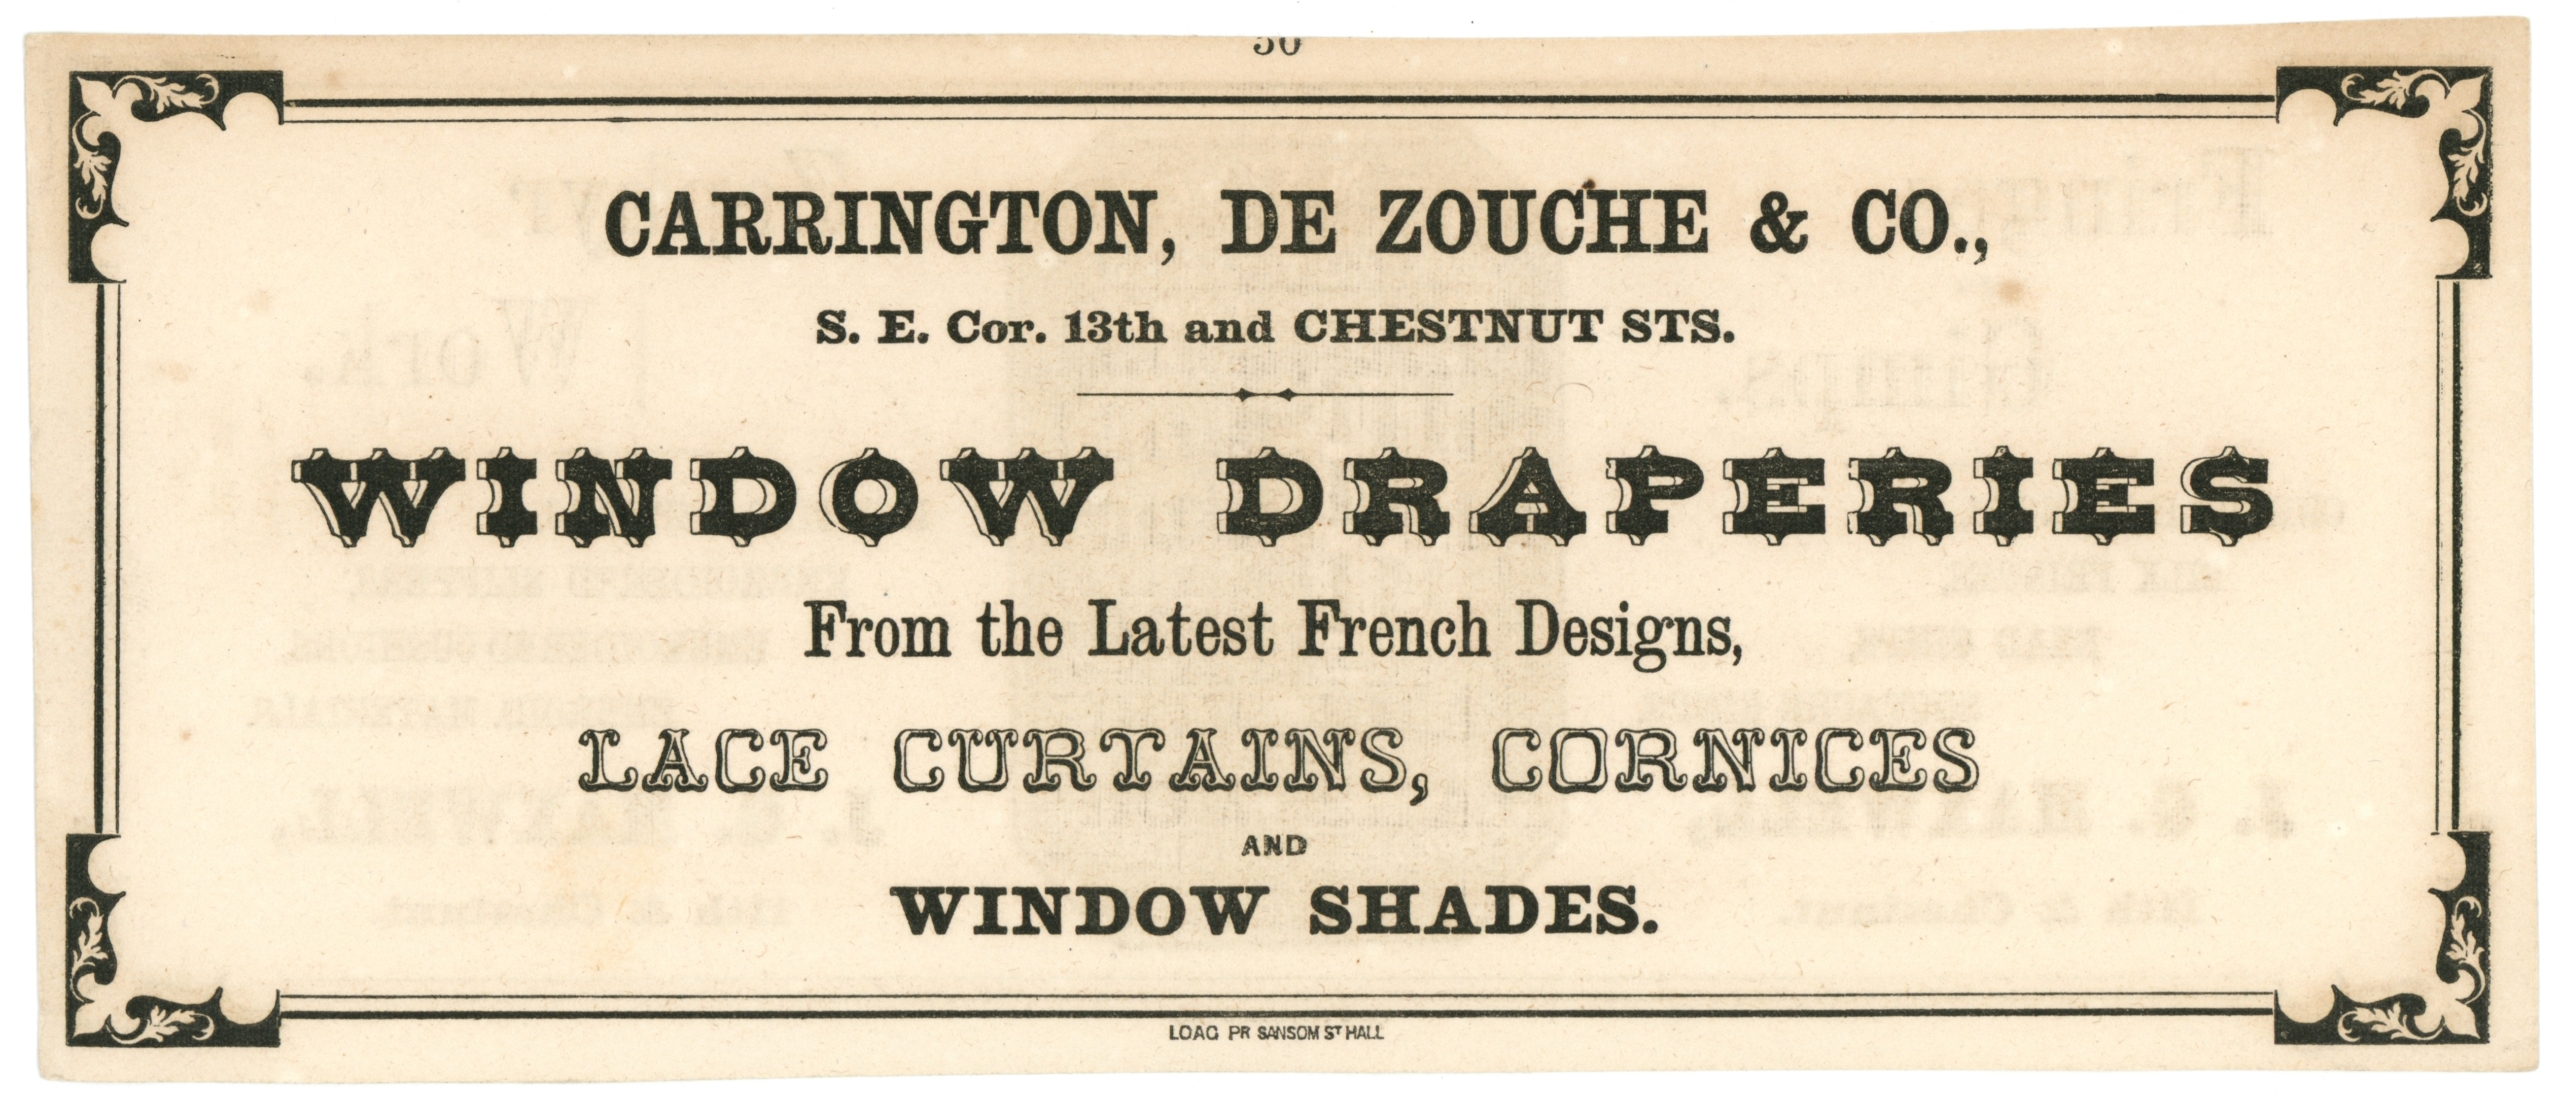 50
CARRINGTON, DE ZOUCHE & CO.,
S. E. Cor. 13th and CHESTNUT STS.
WINDOW DRAPERIES
From the Latest French Designs,
LACE CURTAINS, CORNICES
AND
WINDOW SHADES.
LOAG PR SANSOM ST HALL